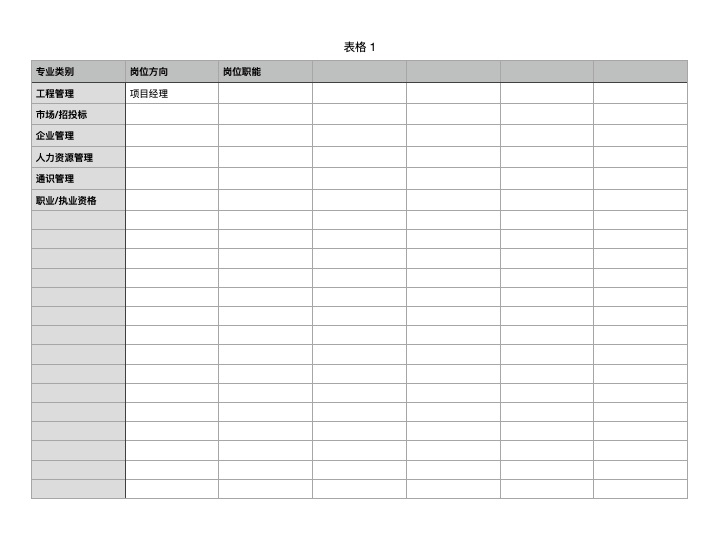 表格 1
专业类别 岗位方向 岗位职能
工程管理 项目经理
市场/招投标
企业管理
人力资源管理
通识管理
职业/执业资格